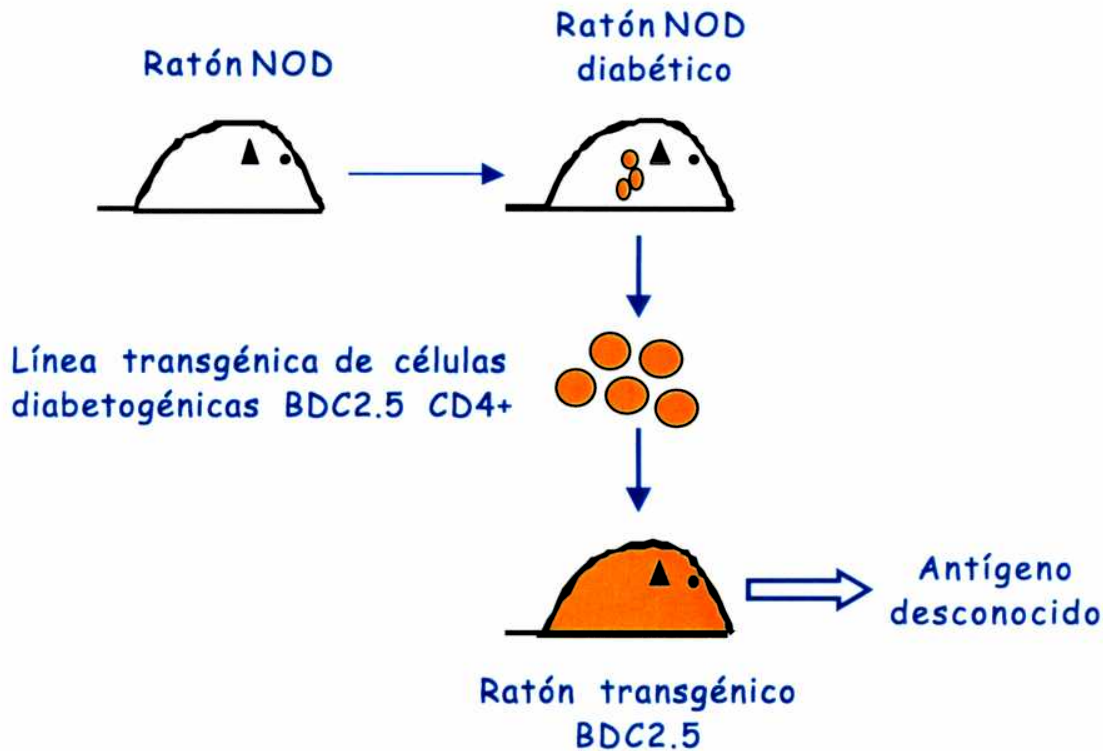 Ratón NOD
Ratón NOD
diabético
Línea transgénica de células
diabetogénicas BDC2.5 CD4+
Antígeno
desconocido
Ratón transgénico
BDC2.5